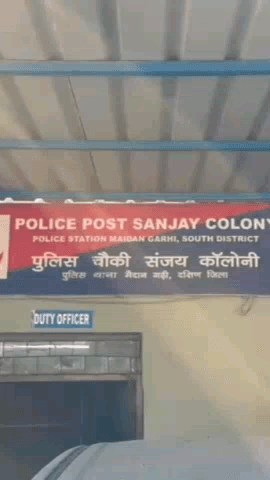 POLICE POST SANJAY COLONY
POLICE STATION MAIDAN GARHI, SOUTH DISTRICT
पुलिस चौकी संजय कॉलोनी
पुलिस थाना मैदान गढ़ी, दक्षिण जिला
DUTY OFFICER